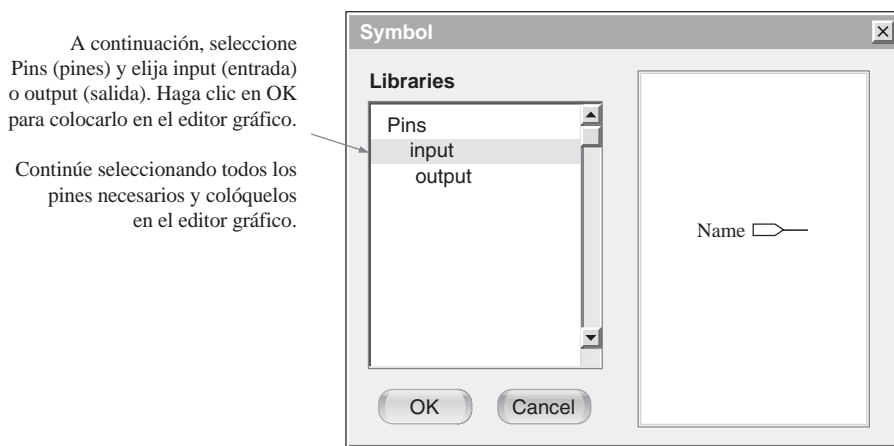 A continuación, seleccione
Pins (pines) y elija input (entrada)
o output (salida). Haga clic en OK
para colocarlo en el editor gráfico.
Continúe seleccionando todos los
pines necesarios y colóquelos
en el editor gráfico.
Symbol
Libraries
Pins
input
output
Name
OK
Cancel